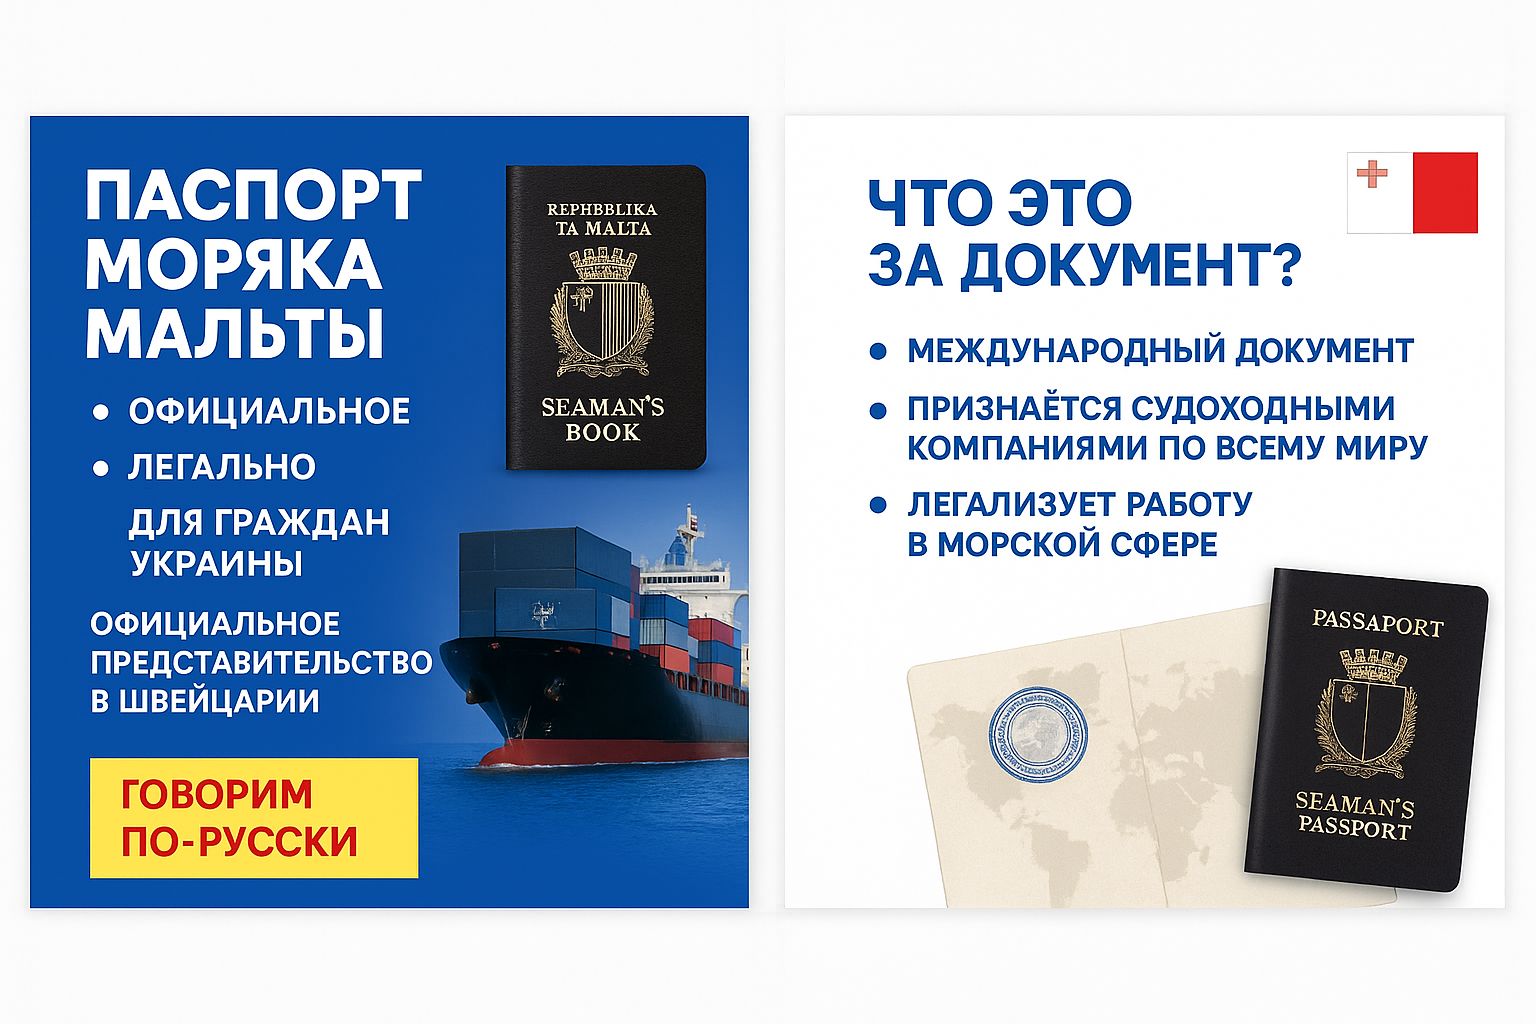 ПАСПОРТ
МОРЯКА
МАЛЬТЫ
• ОФИЦИАЛЬНОЕ
• ЛЕГАЛЬНО
ДЛЯ ГРАЖДАН
УКРАИНЫ
ОФИЦИАЛЬНОЕ
ПРЕДСТАВИТЕЛЬСТВО
В ШВЕЙЦАРИИ
ГОВОРИМ
ПО-РУССКИ
REPHBBLIKA
TA MALTA
SEAMAN'S
BOOK
ЧТО ЭТО
ЗА ДОКУМЕНТ?
• МЕЖДУНАРОДНЫЙ ДОКУМЕНТ
• ПРИЗНАЁТСЯ СУДОХОДНЫМИ
КОМПАНИЯМИ ПО ВСЕМУ МИРУ
• ЛЕГАЛИЗУЕТ РАБОТУ
В МОРСКОЙ СФЕРЕ
PASSAPORT
SEAMAN'S
PASSPORT